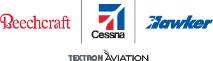 Beechcraft
Cessna
Hawker
TEXTRON AVIATION